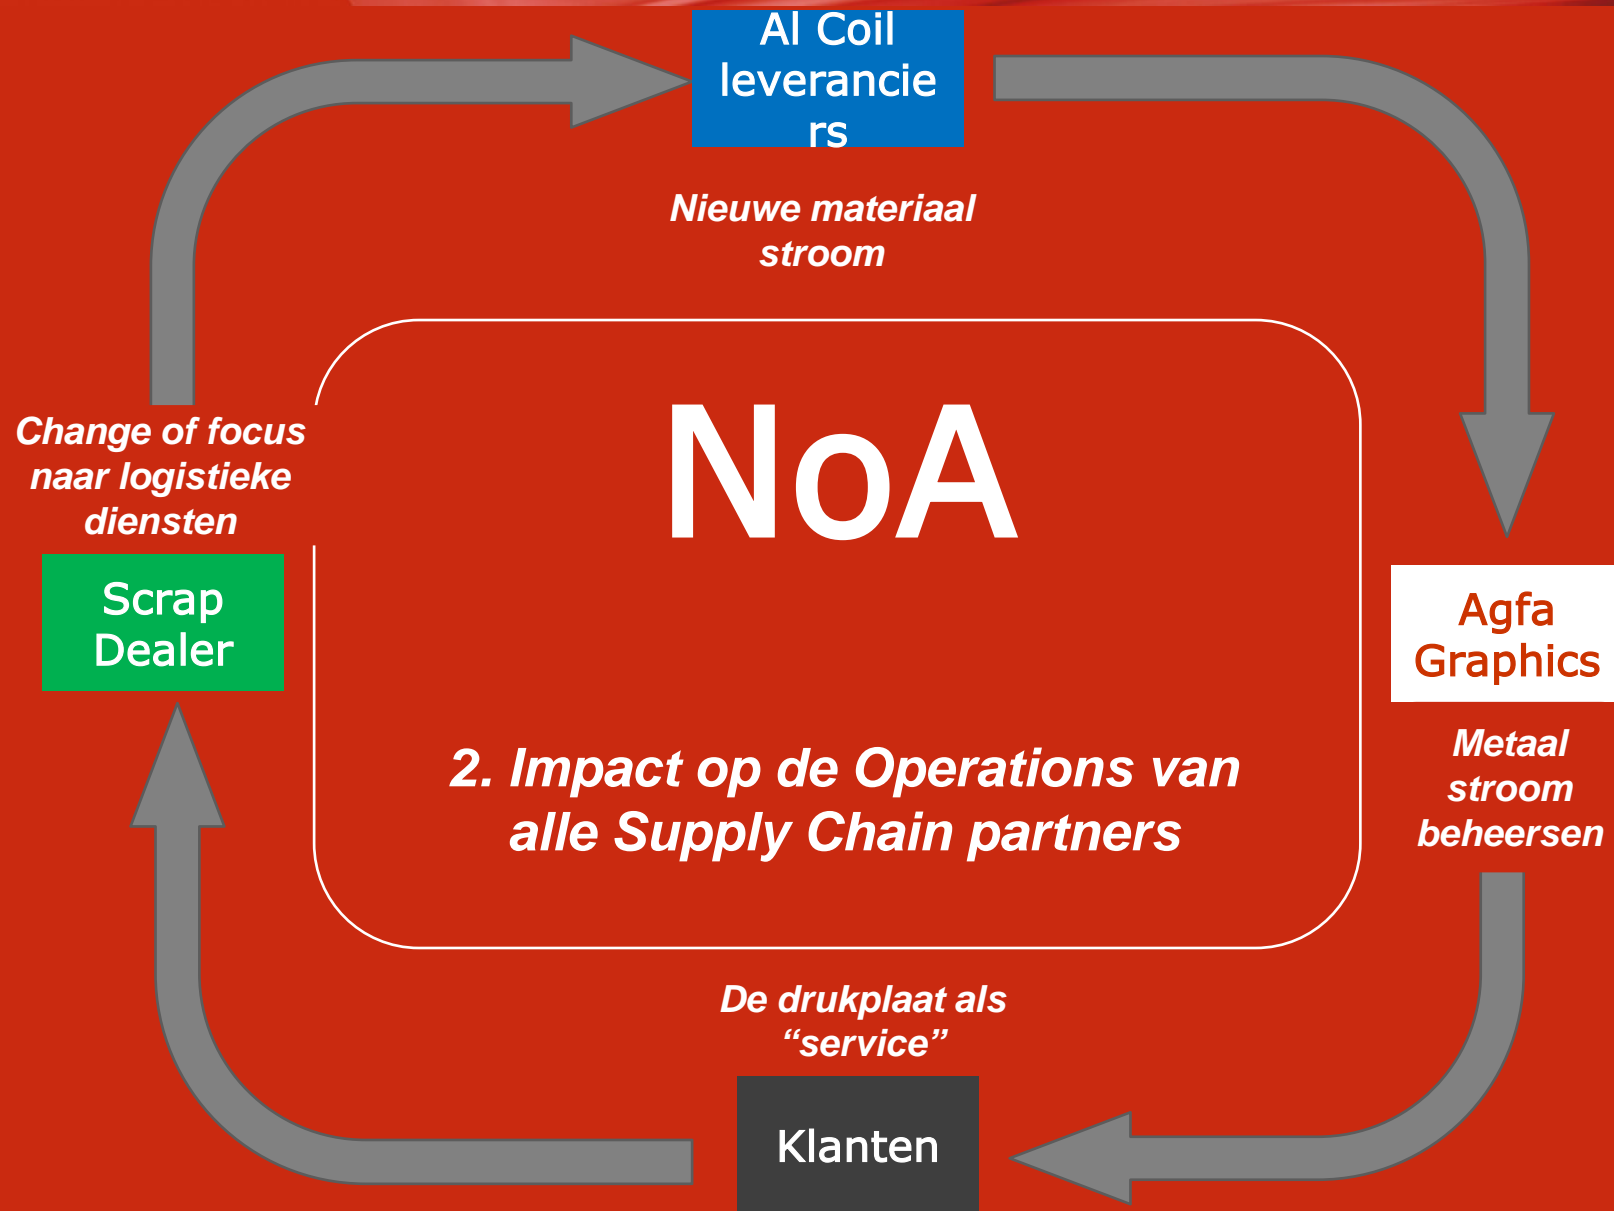 Al Coil
leverancie
rs
Nieuwe materiaal
stroom
Change of focus
naar logistieke
diensten
Scrap
Dealer
NoA
2. Impact op de Operations van
alle Supply Chain partners
Agfa
Graphics
Metaal
stroom
beheersen
De drukplaat als
“service”
Klanten